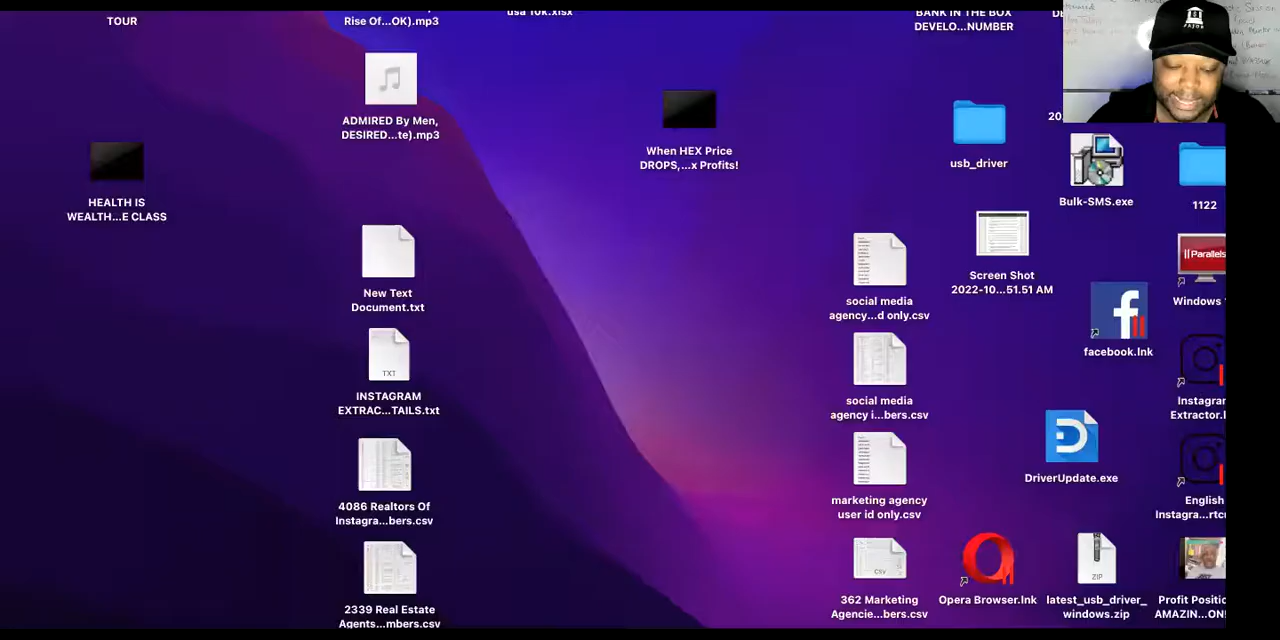 TOUR
Rise Of...OK).mp3
usa 10k.xlsx
BANK IN THE BOX
DEVELO...NUMBER
ADMIRED By Men,
DESIRED...te).mp3
When HEX Price
DROPS,...x Profits!
usb_driver
20
Bulk-SMS.exe
1122
HEALTH IS
WEALTH...E CLASS
New Text
Document.txt
Screen Shot
2022-10...51.51 AM
social media
agency...d only.csv
Parallels
Windows
facebook.lnk
TXT
INSTAGRAM
EXTRAC...TAILS.txt
social media
agency i...bers.csv
Instagram
Extractor.l
DriverUpdate.exe
4086 Realtors Of
Instagra...bers.csv
marketing agency
user id only.csv
English
Instagra...rtcu
CSV
362 Marketing
Agencie...bers.csv
Opera Browser.lnk
ZIP
latest_usb_driver_
windows.zip
Profit Positio
AMAZIN...ON!
2339 Real Estate
Agents...mbers.csv